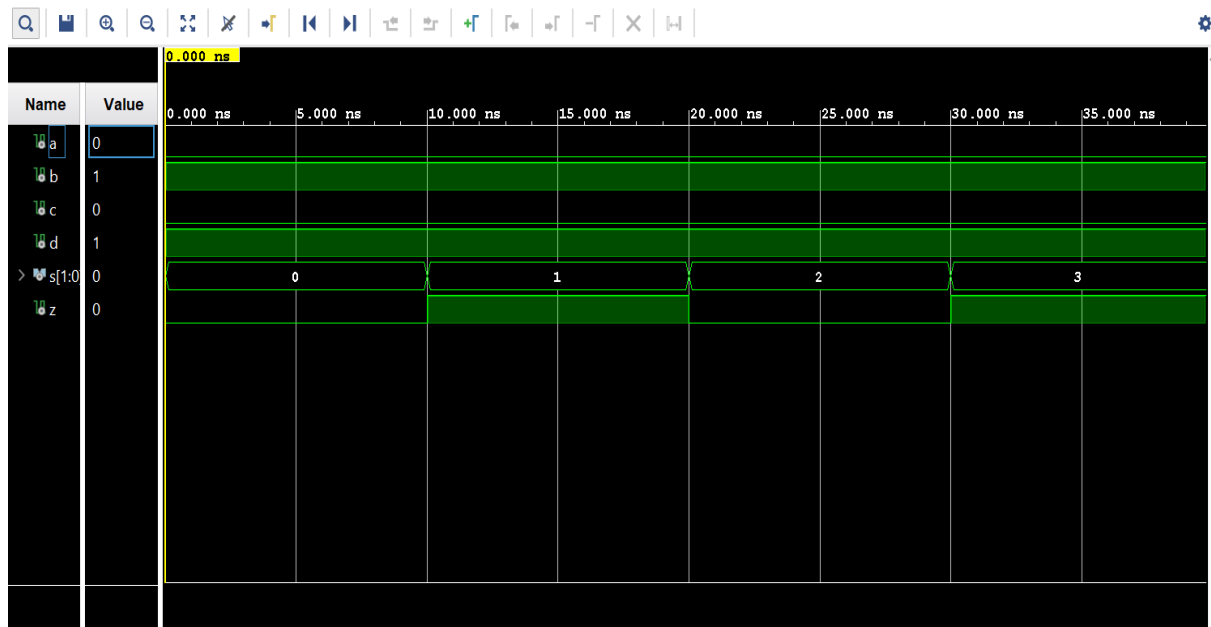 0.000 ns
Name Value
0.000 ns 5.000 ns 10.000 ns 15.000 ns 20.000 ns 25.000 ns 30.000 ns 35.000 ns
a 0
b 1
c 0
d 1
s[1:0 0 0 1 2 3
z 0